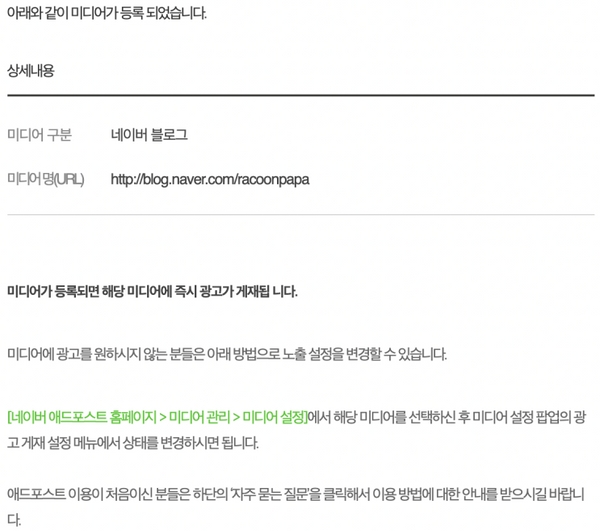 아래와 같이 미디어가 등록 되었습니다.
상세내용
미디어 구분 네이버 블로그
미디어 명(URL) http://blog.naver.com/racoonpapa
미디어가 등록되면 해당 미디어에 즉시 광고가 게재됩 니다.
미디어에 광고를 원하시지 않는 분들은 아래 방법으로 노출 설정을 변경할 수 있습니다.
[네이버 애드포스트 홈페이지 > 미디어 관리 > 미디어 설정]에서 해당 미디어를 선택하신 후 미디어 설정 팝업의 광
고 게재 설정 메뉴에서 상태를 변경하시면 됩니다.
애드포스트 이용이 처음이신 분들은 하단의 '자주 묻는 질문'을 클릭해서 이용 방법에 대한 안내를 받으시길 바랍니
다.